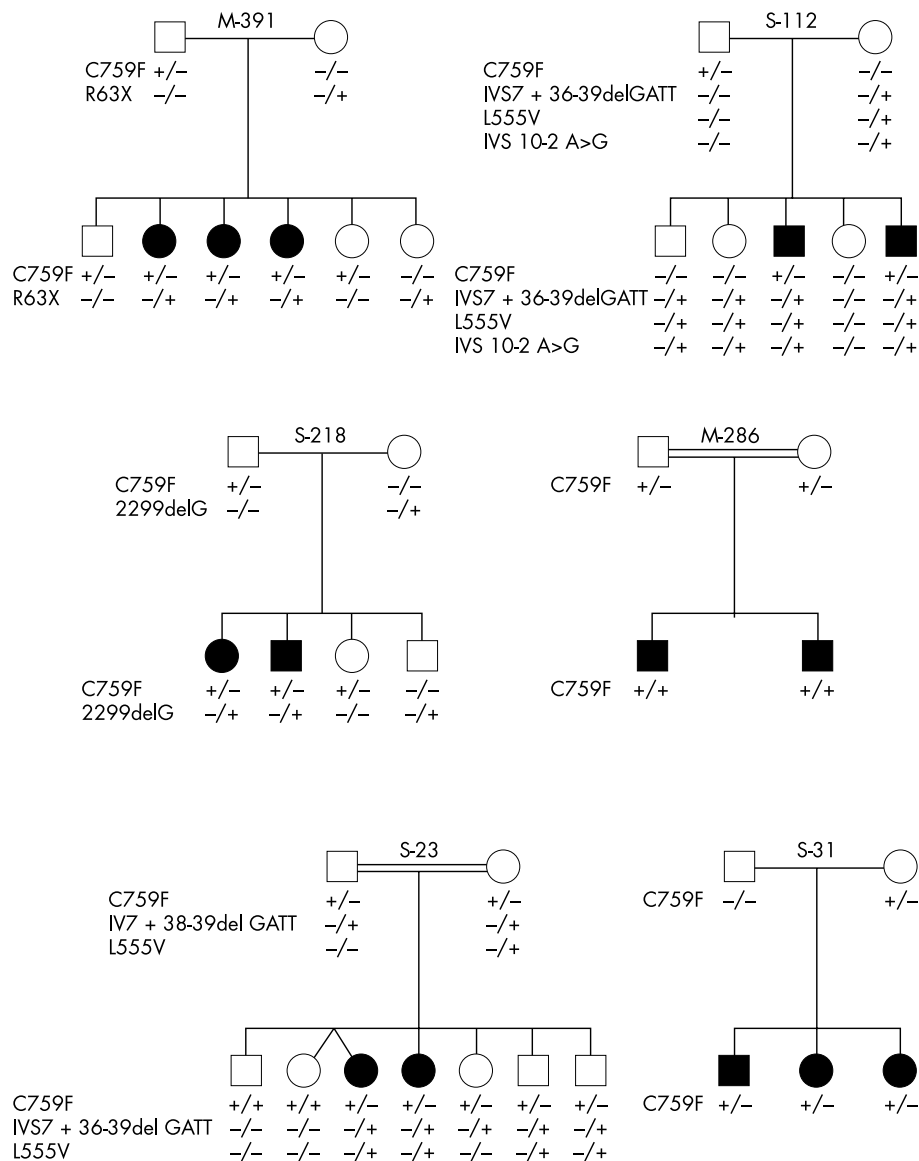 M-391
C759F +/– –/–
R63X –/– –/+
C759F +/– +/– +/– +/– +/– –/–
R63X –/– –/+ –/+ –/+ –/– –/+
S-112
C759F +/– –/–
IVS7 + 36-39delGATT –/– –/+
L555V –/– –/+
IVS 10-2 A>G –/– –/+
C759F –/– –/– +/– –/– +/–
IVS7 + 36-39delGATT –/+ –/+ –/+ –/– –/+
L555V –/+ –/+ –/+ –/– –/+
IVS 10-2 A>G –/+ –/+ –/+ –/– –/+
S-218
C759F +/– –/–
2299delG –/– –/+
C759F +/– +/– +/– –/–
2299delG –/+ –/+ –/– –/+
M-286
C759F +/– +/–
C759F +/+ +/+
S-23
C759F +/– +/–
IV7 + 38-39del GATT –/+ –/+
L555V –/– –/+
C759F +/+ +/+ +/– +/– +/– +/– +/–
IVS7 + 36-39del GATT –/– –/– –/+ –/+ –/– –/+ –/+
L555V –/– –/– –/+ –/+ –/– –/+ –/+
S-31
C759F –/– +/–
C759F +/– +/– +/–